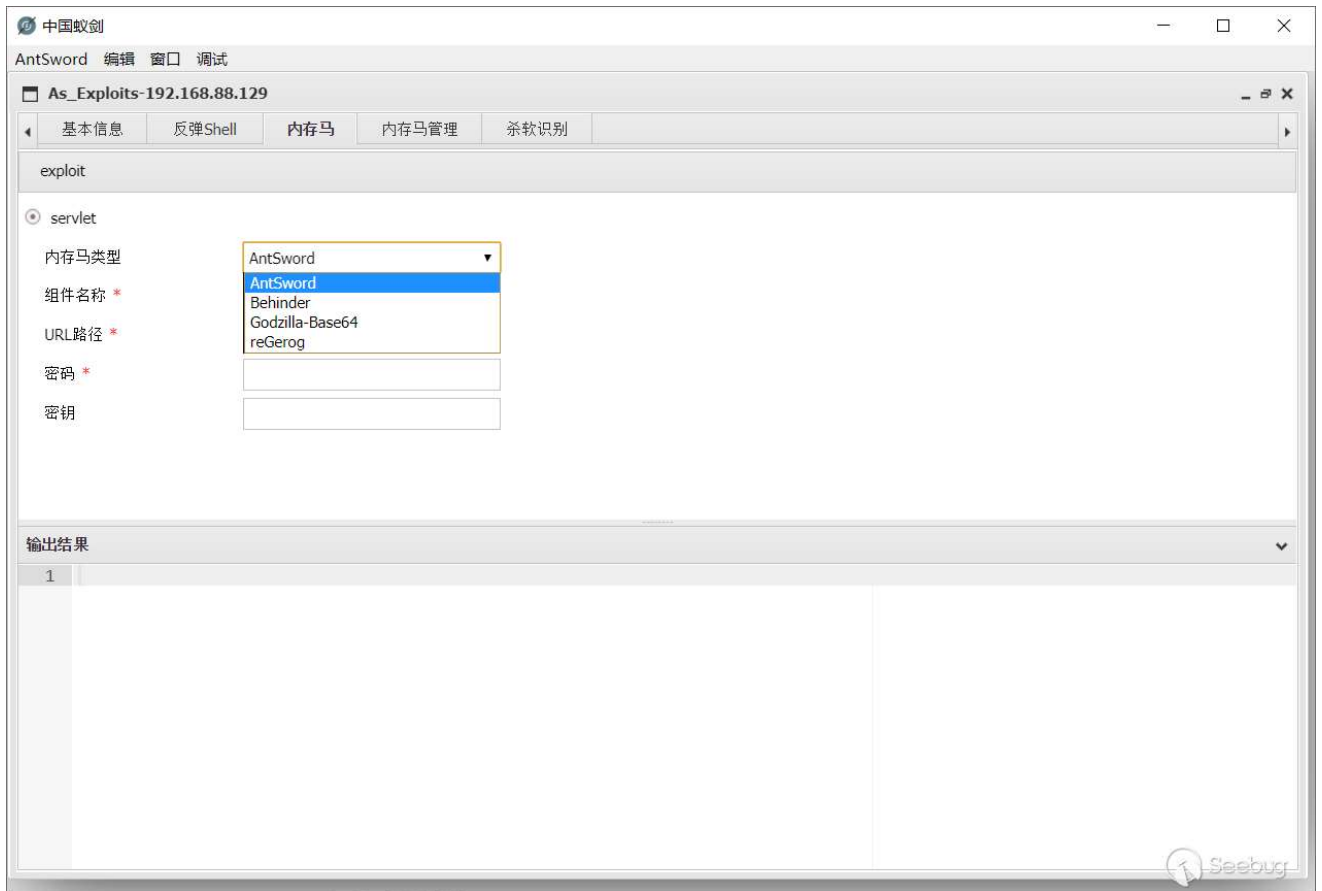 中国蚁剑
AntSword 编辑 窗口 调试
As_Exploits-192.168.88.129
基本信息 反弹Shell 内存马 内存马管理 杀软识别
exploit
servlet
内存马类型 AntSword
AntSword
组件名称 *
Behinder
Godzilla-Base64
URL路径 *
reGerog
密码 *
密钥
输出结果
1
Seebug